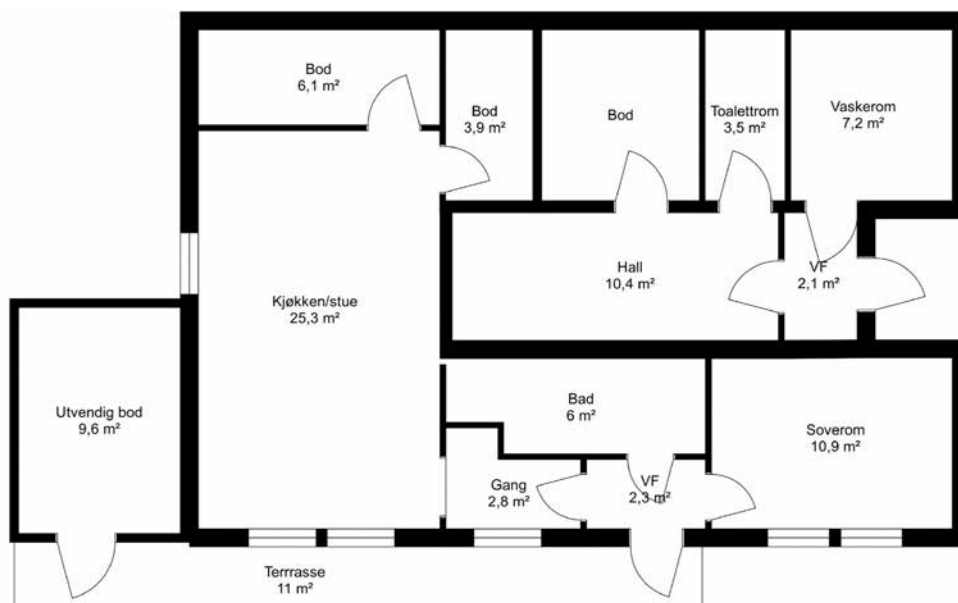 Bod
6,1 m²
Bod
3,9 m²
Bod
Toalettrom
3,5 m²
Vaskerom
7,2 m²
Kjøkken/stue
25,3 m²
Hall
10,4 m²
VF
2,1 m²
Utvendig bod
9,6 m²
Bad
6 m²
Soverom
10,9 m²
Gang
2,8 m²
VF
2,3 m²
Terrrasse
11 m²